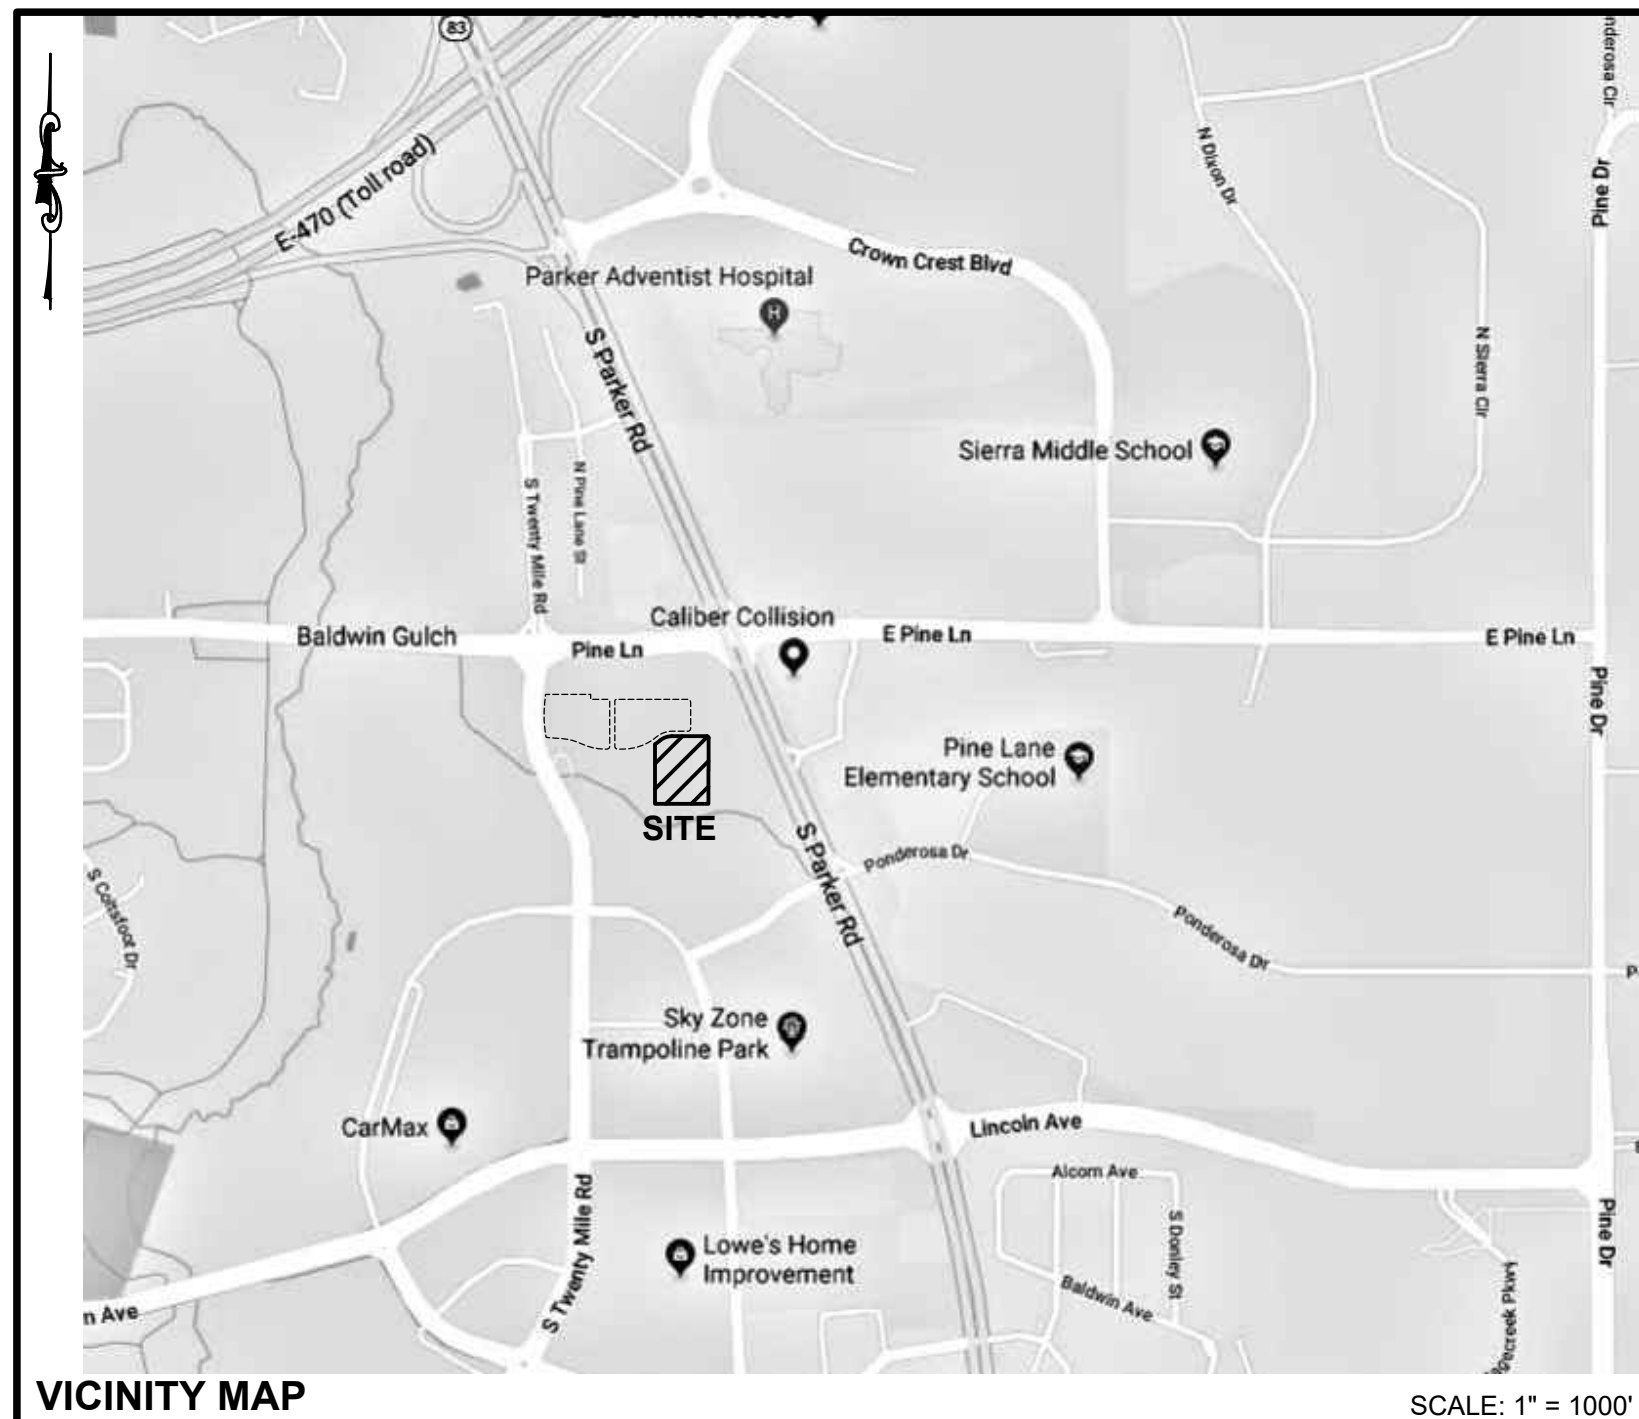 83
E-470 (Toll road)
nderosa Cir
N Dixon Dr
Pine Dr
Crown Crest Blvd
Parker Adventist Hospital
H
S Parker Rd
N Sierra Cir
Sierra Middle School
S Twenty Mile Rd
N Pine Lane St
Caliber Collision
Baldwin Gulch
Pine Ln
E Pine Ln
E Pine Ln
Pine Dr
Pine Lane
Elementary School
SITE
S Parker Rd
Ponderosa Dr
S Coltsfoot Dr
Ponderosa Dr
P
Sky Zone
Trampoline Park
CarMax
Lincoln Ave
Alcorn Ave
S Twenty Mile Rd
S Donley St
Pine Dr
Lowe's Home
Improvement
Baldwin Ave
n Ave
gecreek Pkwy
VICINITY MAP
SCALE: 1" = 1000'